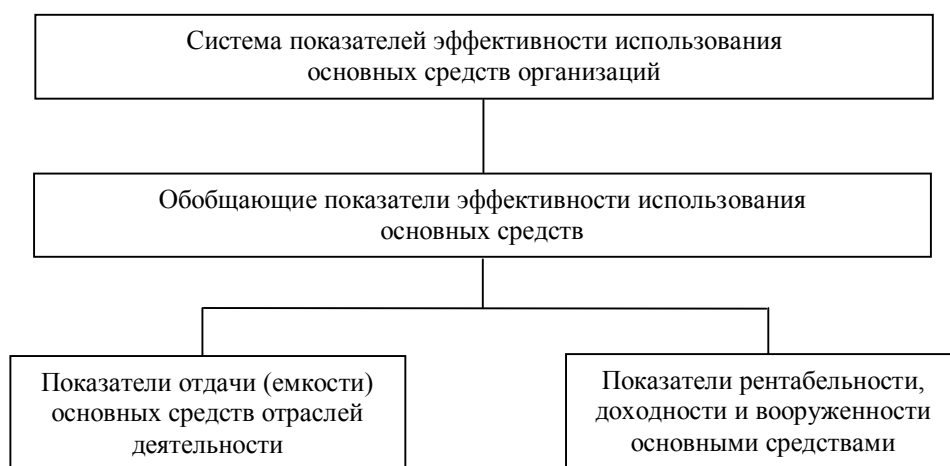 Система показателей эффективности использования
основных средств организаций
Обобщающие показатели эффективности использования
основных средств
Показатели отдачи (емкости)
основных средств отраслей
деятельности
Показатели рентабельности,
доходности и вооруженности
основными средствами